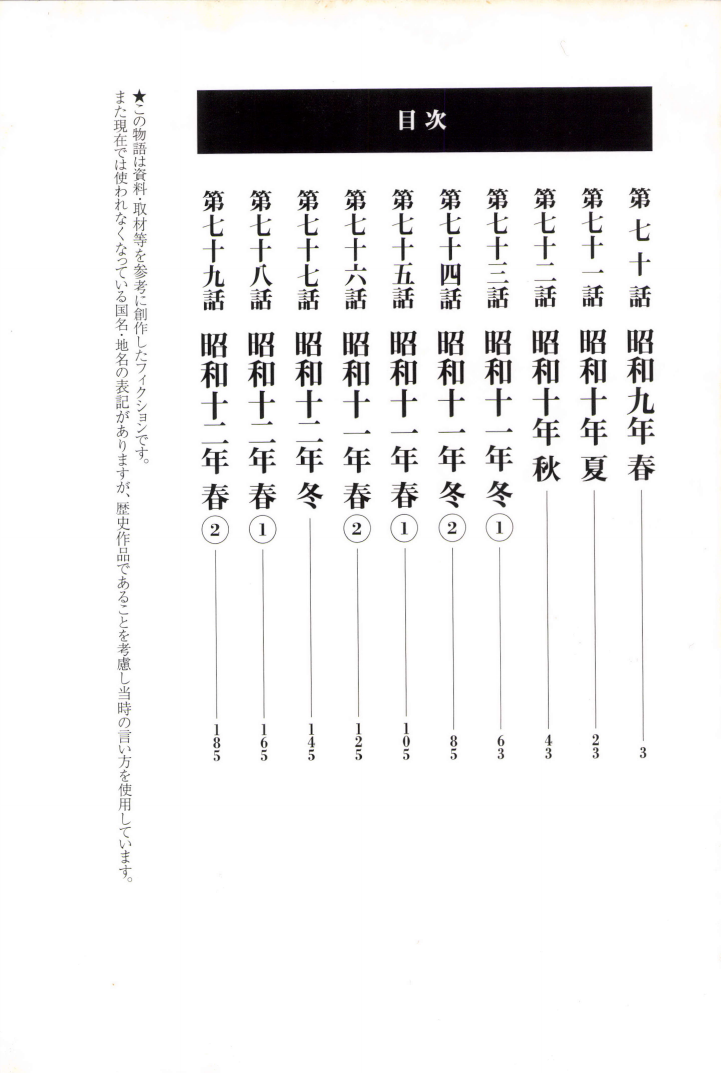 目次
第七十話 昭和九年 春 3
第七十一話 昭和十年 夏 23
第七十二話 昭和十年 秋 43
第七十三話 昭和十一年 冬① 63
第七十四話 昭和十一年 冬② 85
第七十五話 昭和十一年 春① 105
第七十六話 昭和十一年 春② 125
第七十七話 昭和十二年 冬 145
第七十八話 昭和十二年 春① 165
第七十九話 昭和十二年 春② 185
★この物語は資料・取材等を参考に創作したフィクションです。
また現在では使われなくなっている国名・地名の表記がありますが、歴史作品であることを考慮し当時の言い方を使用しています。